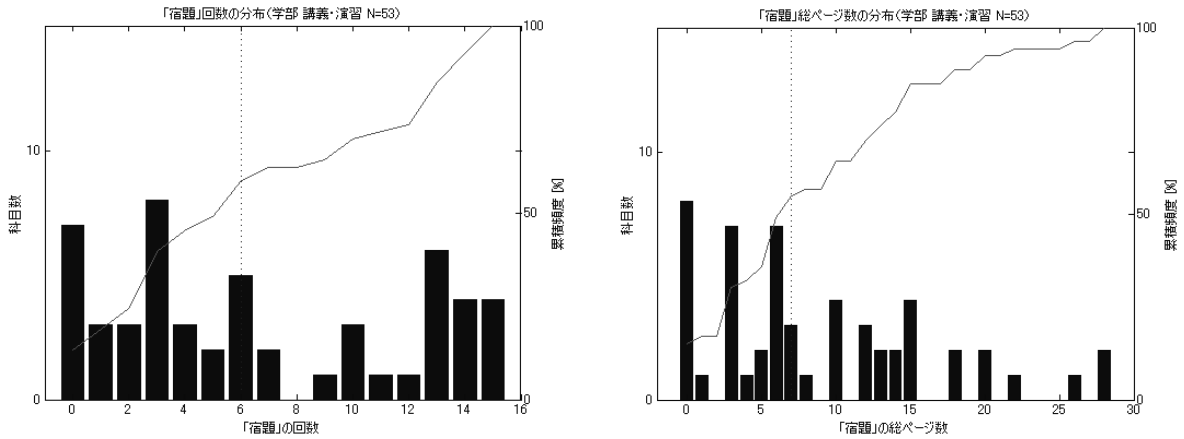 「宿題」回数の分布(学部 講義・演習 N=53)
100
10
50
0
0
科目数
累積頻度 [%]
0 2 4 6 8 10 12 14 16
「宿題」の回数
「宿題」総ページ数の分布(学部 講義・演習 N=53)
100
10
50
0
0
科目数
累積頻度 [%]
0 5 10 15 20 25 30
「宿題」の総ページ数